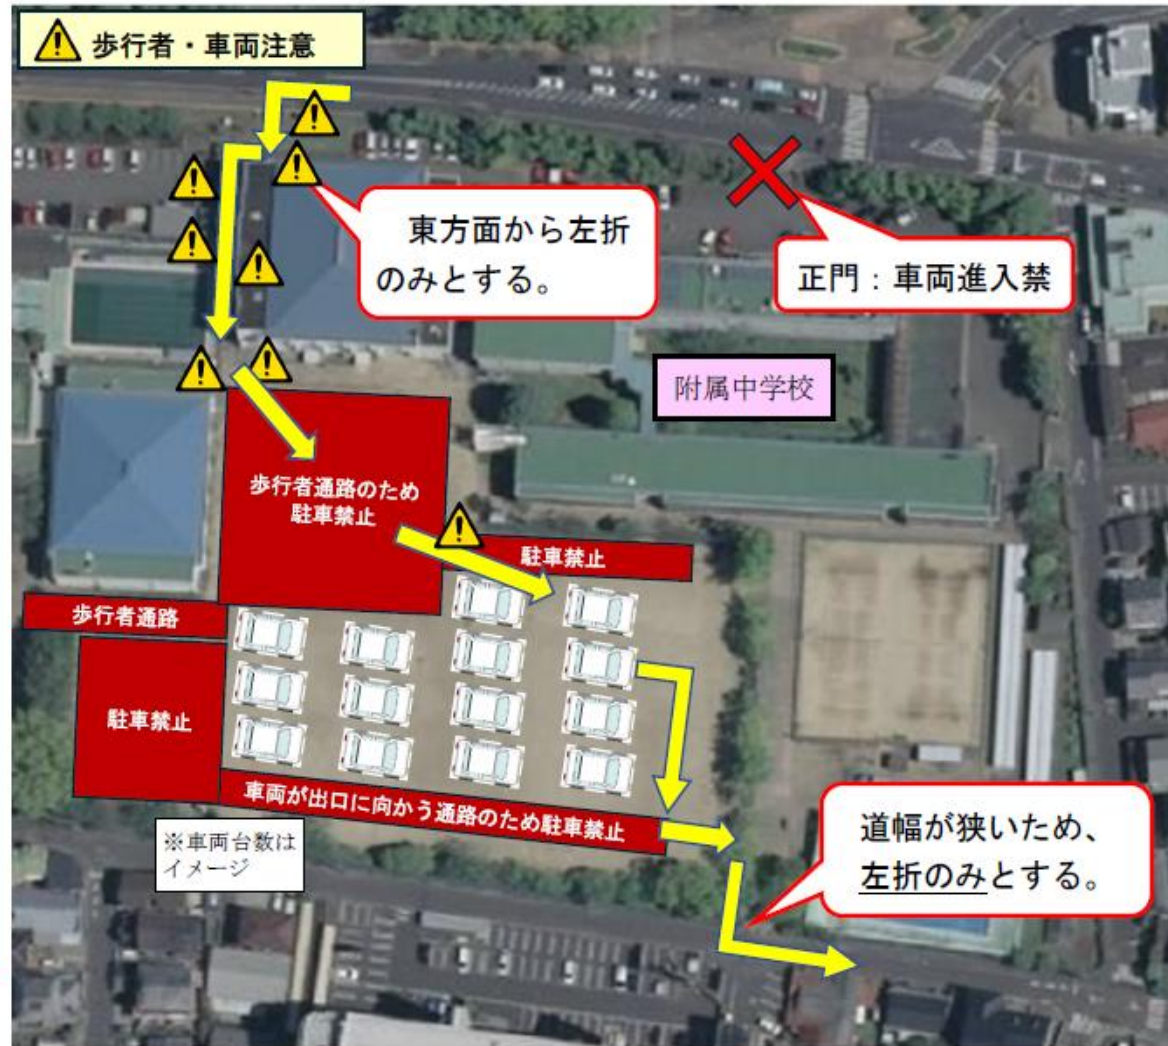 歩行者・車両注意
東方面から左折
のみとする。
正門：車両進入禁
附属中学校
歩行者通路のため
駐車禁止
駐車禁止
歩行者通路
駐車禁止
車両が出口に向かう通路のため駐車禁止
※車両台数は
イメージ
道幅が狭いため、
左折のみとする。